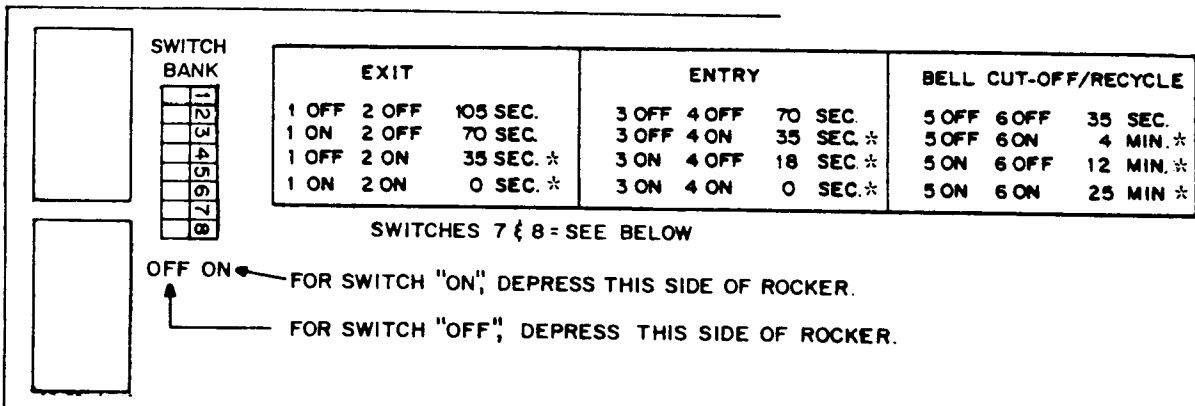 SWITCH
BANK
1
2
3
4
5
6
7
8
OFF ON
EXIT
1 OFF 2 OFF 105 SEC.
1 ON 2 OFF 70 SEC.
1 OFF 2 ON 35 SEC. *
1 ON 2 ON 0 SEC. *
ENTRY
3 OFF 4 OFF 70 SEC.
3 OFF 4 ON 35 SEC. *
3 ON 4 OFF 18 SEC. *
3 ON 4 ON 0 SEC. *
BELL CUT-OFF/RECYCLE
5 OFF 6 OFF 35 SEC.
5 OFF 6 ON 4 MIN. *
5 ON 6 OFF 12 MIN. *
5 ON 6 ON 25 MIN *
SWITCHES 7 & 8 = SEE BELOW
FOR SWITCH "ON", DEPRESS THIS SIDE OF ROCKER.
FOR SWITCH "OFF", DEPRESS THIS SIDE OF ROCKER.